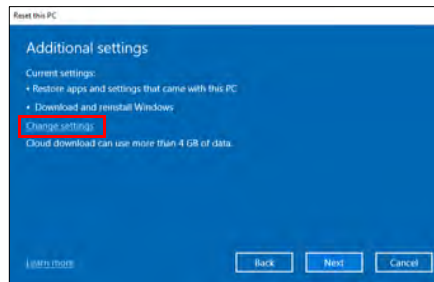 Reset this PC
Additional settings
Current settings:
• Restore apps and settings that came with this PC
• Download and reinstall Windows
Change settings
Cloud download can use more than 4 GB of data.
Learn more
Back
Next
Cancel